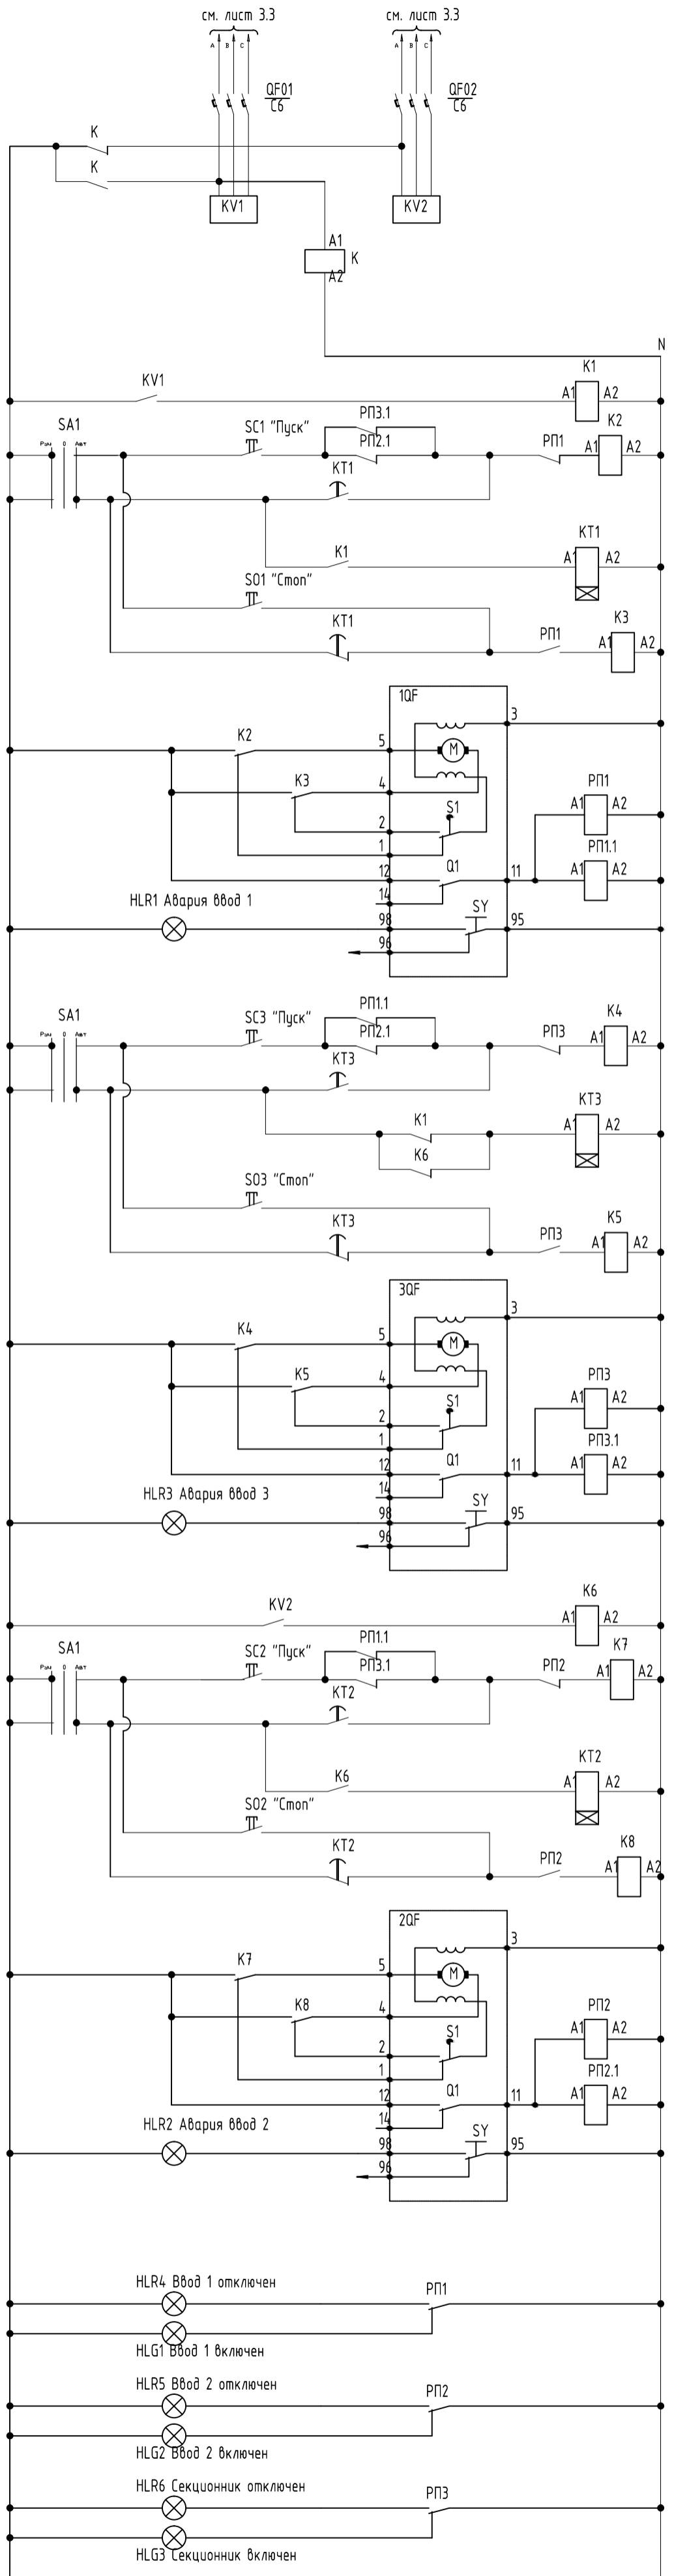 см. лист 3.3 см. лист 3.3
A B C A B C
QF01 QF02
C6 C6
K
K
KV1 KV2
A1
K
A2
N
K1
KV1
A1 A2
SA1 SC1 "Пуск" РП3.1 K2
Руч 0 Авт РП2.1 РП1 A1 A2
KT1
KT1
K1 A1 A2
SO1 "Стоп"
K3
KT1 РП1 A1 A2
1QF
3
K2 5 M
K3 4 РП1
S1 A1 A2
2
1 РП1.1
12 Q1 11 A1 A2
14
HLR1 Авария ввод 1
98 SY 95
96
SA1 SC3 "Пуск" РП1.1 K4
Руч 0 Авт РП2.1 РП3 A1 A2
KT3
KT3
K1 A1 A2
K6
SO3 "Стоп"
K5
KT3 РП3 A1 A2
3QF
3
K4 5 M
K5 4 РП3
S1 A1 A2
2
1 РП3.1
12 Q1 11 A1 A2
14
HLR3 Авария ввод 3
98 SY 95
96
K6
KV2
A1 A2
SA1 SC2 "Пуск" РП1.1 K7
Руч 0 Авт РП3.1 РП2 A1 A2
KT2
KT2
K6 A1 A2
SO2 "Стоп"
K8
KT2 РП2 A1 A2
2QF
3
K7 5 M
K8 4 РП2
S1 A1 A2
2
1 РП2.1
12 Q1 11 A1 A2
14
HLR2 Авария ввод 2
98 SY 95
96
HLR4 Ввод 1 отключен
РП1
HLG1 Ввод 1 включен
HLR5 Ввод 2 отключен
РП2
HLG2 Ввод 2 включен
HLR6 Секционник отключен
РП3
HLG3 Секционник включен